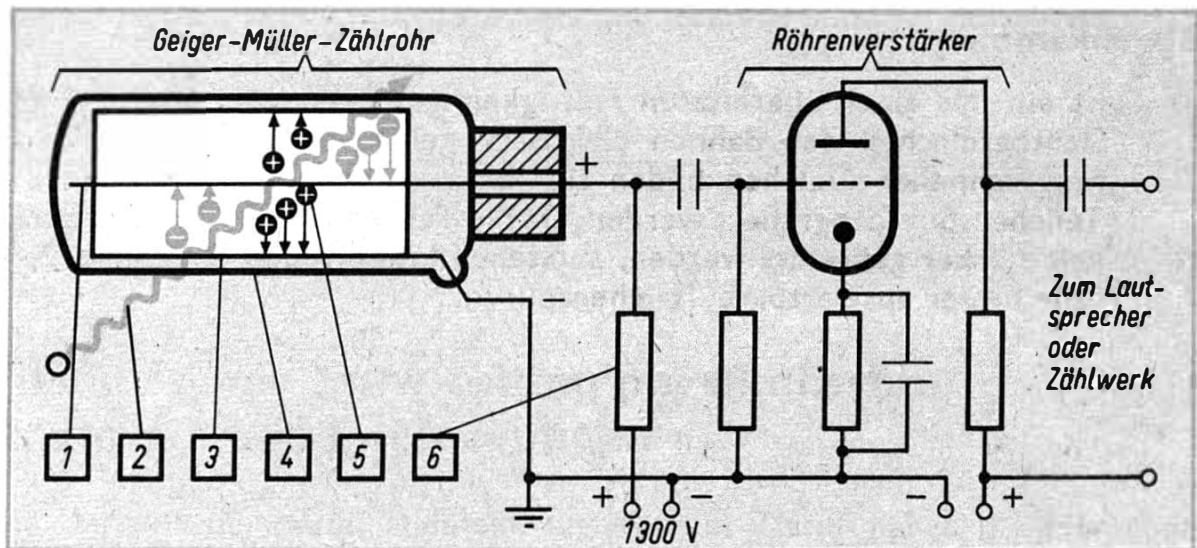 Geiger-Müller-Zählrohr
Röhrenverstärker
+
-
Zum Laut-
sprecher
oder
Zählwerk
1
2
3
4
5
6
+
-
1300 V
-
+